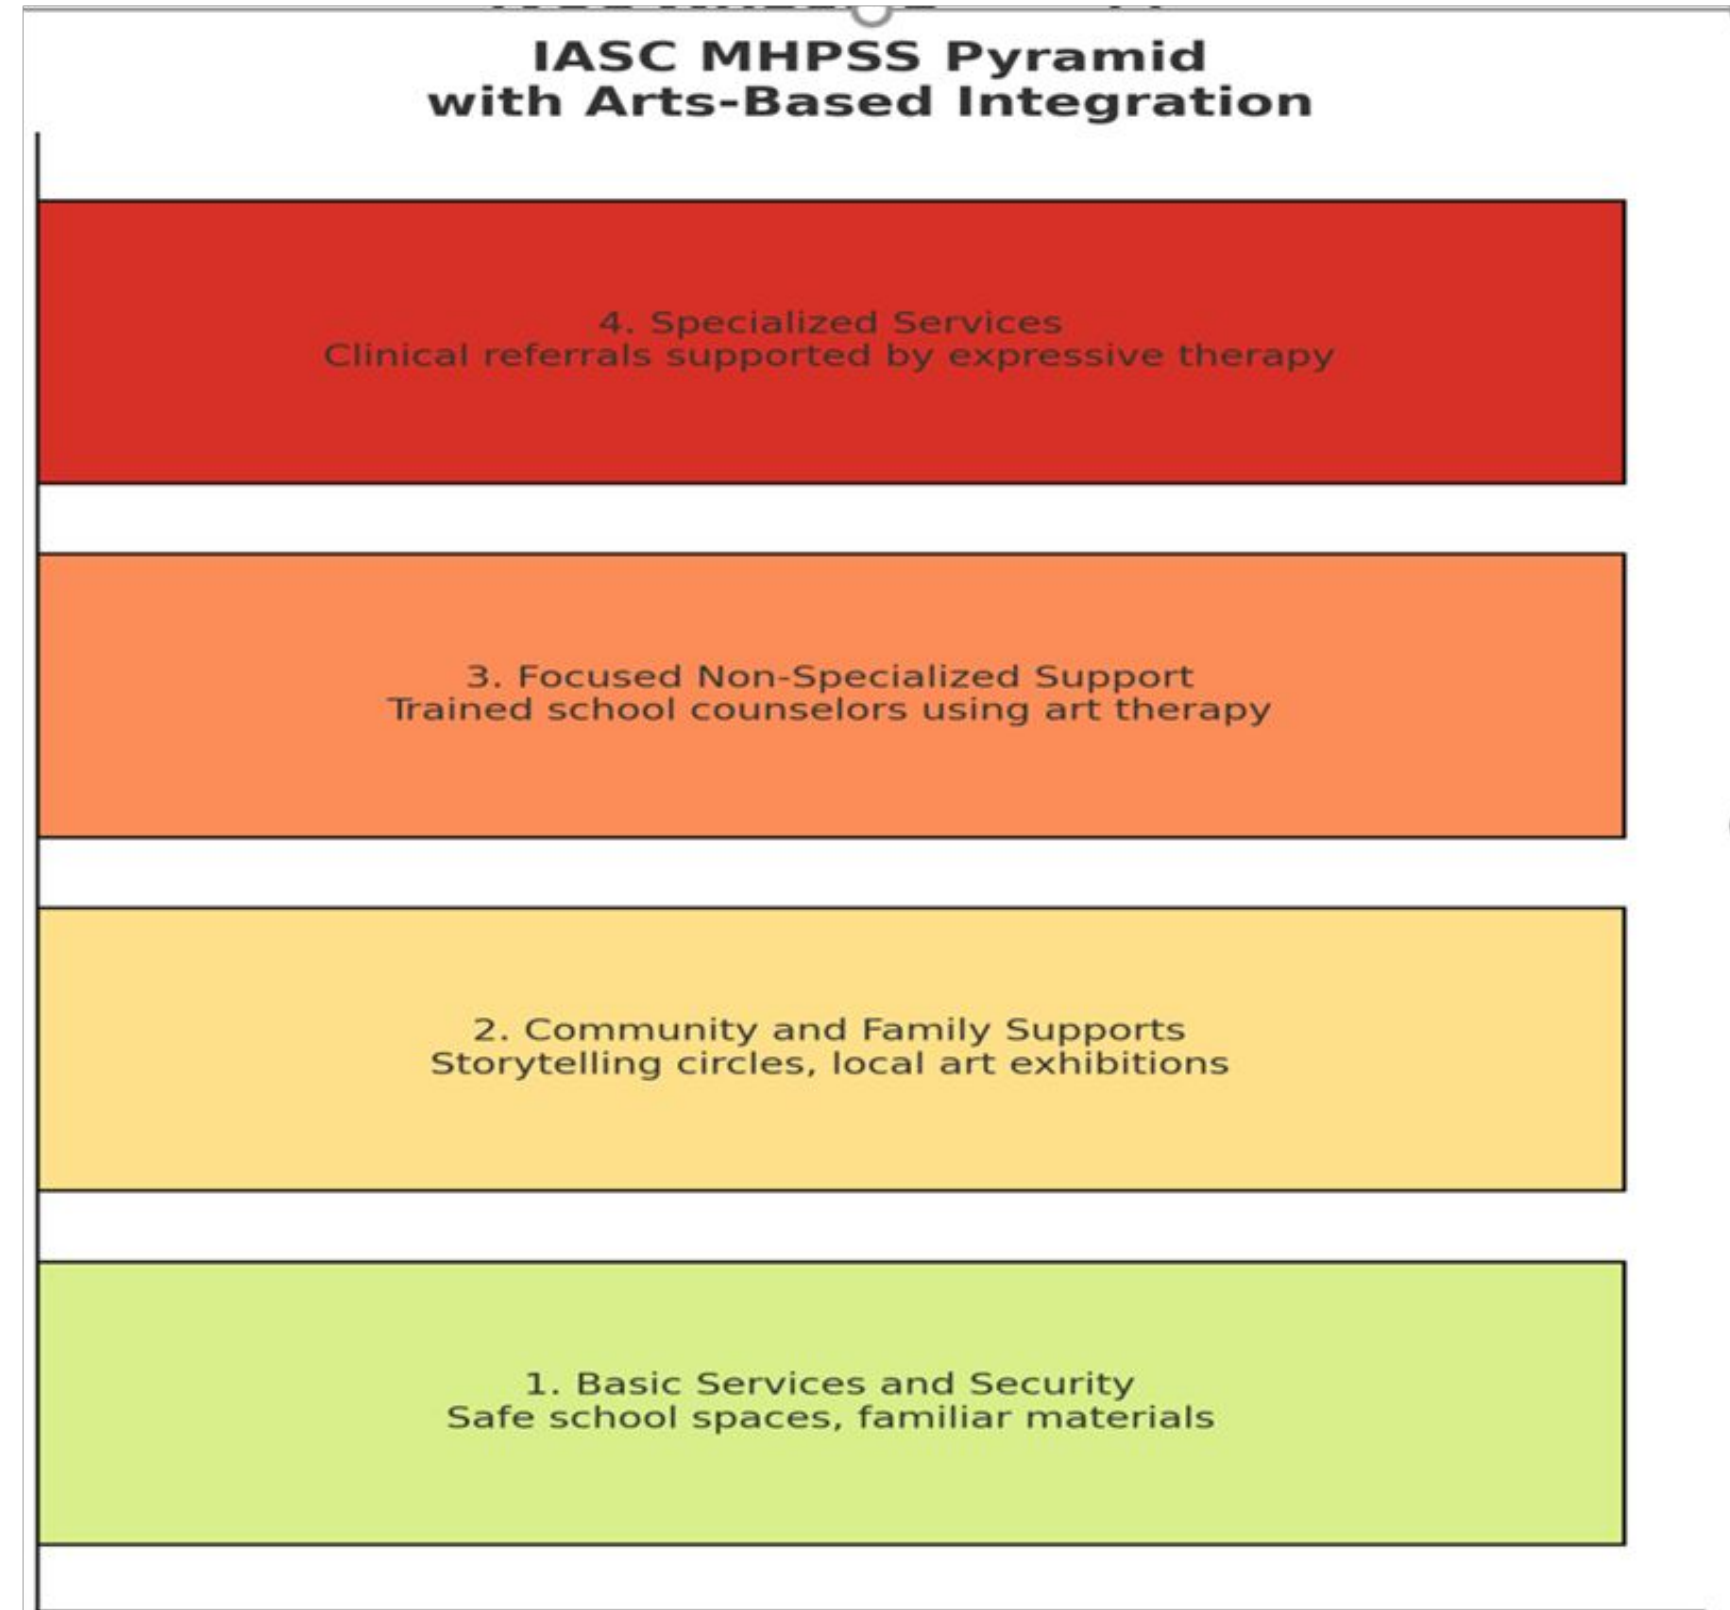 IASC MHPSS Pyramid
with Arts-Based Integration
4. Specialized Services
Clinical referrals supported by expressive therapy
3. Focused Non-Specialized Support
Trained school counselors using art therapy
2. Community and Family Supports
Storytelling circles, local art exhibitions
1. Basic Services and Security
Safe school spaces, familiar materials